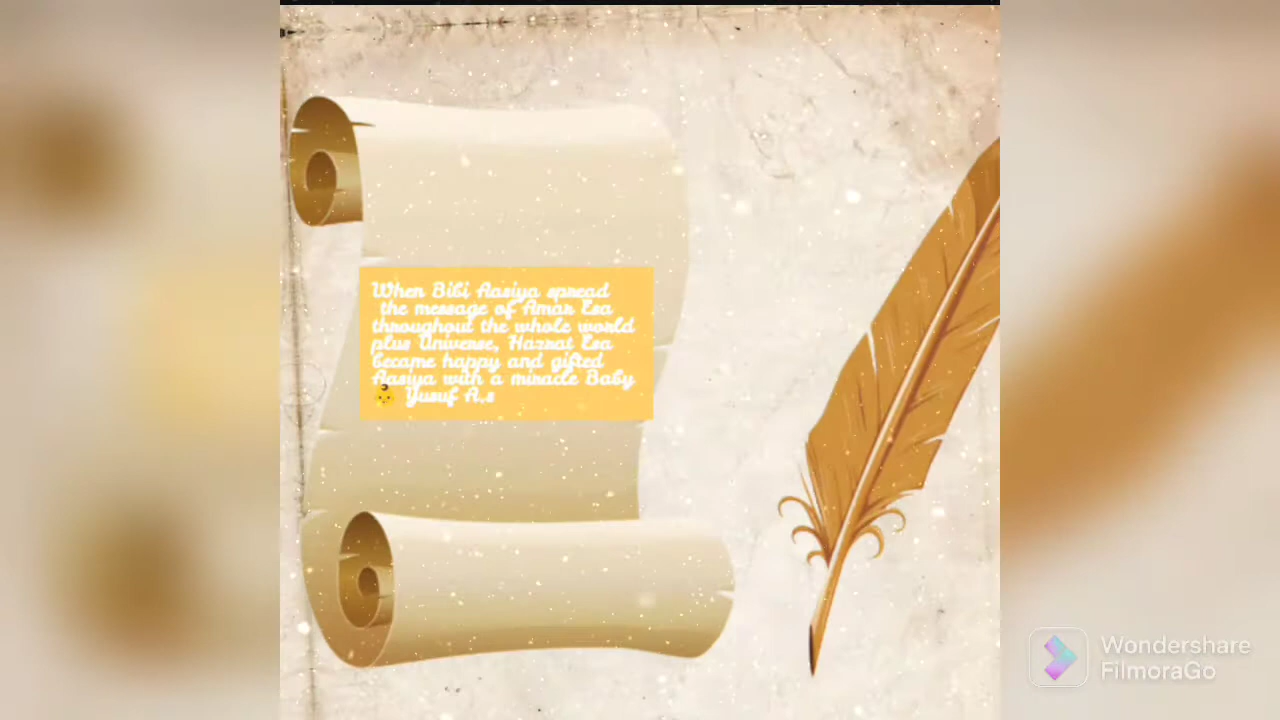 When Bibi Aasiya spread
the message of Amar Esa
throughout the whole world
plus Universe, Hazrat Esa
became happy and gifted
Aasiya with a miracle Baby
👶 Yusuf A.s
Wondershare
FilmoraGo